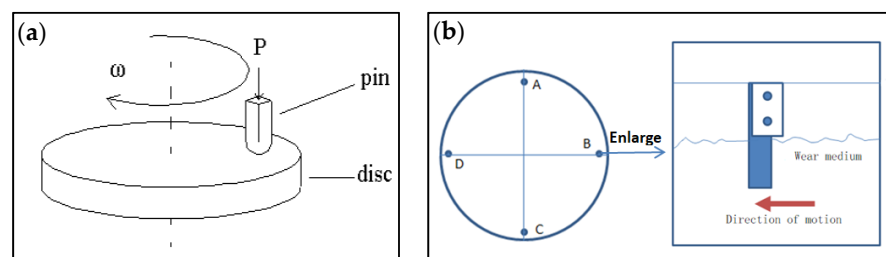 (a)
P
ω
pin
disc
(b)
A
B
C
D
Enlarge
Wear medium
Direction of motion